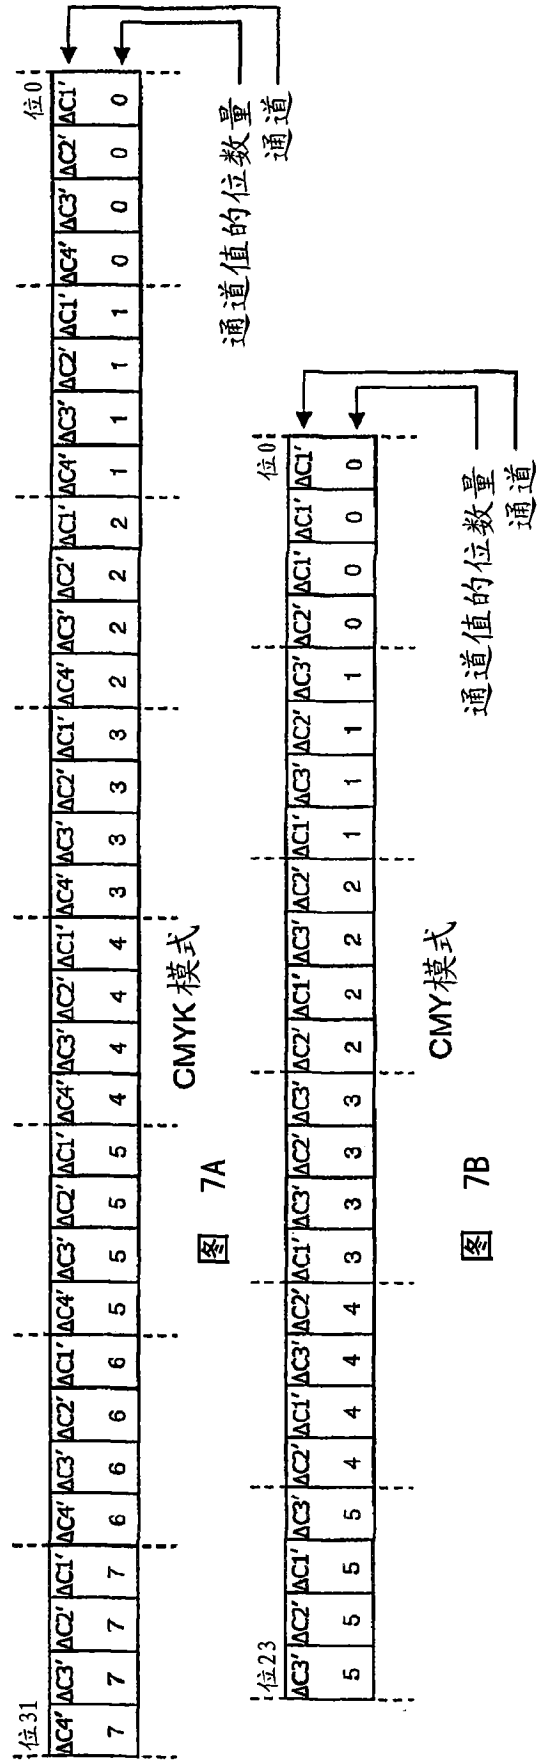 位31 位0
ΔC4' ΔC3' ΔC2' ΔC1' ΔC4' ΔC3' ΔC2' ΔC1' ΔC4' ΔC3' ΔC2' ΔC1' ΔC4' ΔC3' ΔC2' ΔC1' ΔC4' ΔC3' ΔC2' ΔC1' ΔC4' ΔC3' ΔC2' ΔC1' ΔC4' ΔC3' ΔC2' ΔC1' ΔC4' ΔC3' ΔC2' ΔC1'
7 7 7 7 6 6 6 6 5 5 5 5 4 4 4 4 3 3 3 3 2 2 2 2 1 1 1 1 0 0 0 0
CMYK模式
图 7A
通道值的位数量
通道
位23 位0
ΔC3' ΔC2' ΔC1' ΔC3' ΔC2' ΔC1' ΔC3' ΔC2' ΔC1' ΔC3' ΔC2' ΔC3' ΔC2' ΔC1' ΔC3' ΔC2' ΔC1' ΔC3' ΔC2' ΔC3' ΔC2' ΔC1' ΔC1' ΔC1'
5 5 5 5 4 4 4 4 3 3 3 3 2 2 2 2 1 1 1 1 0 0 0 0
CMY模式
图 7B
通道值的位数量
通道